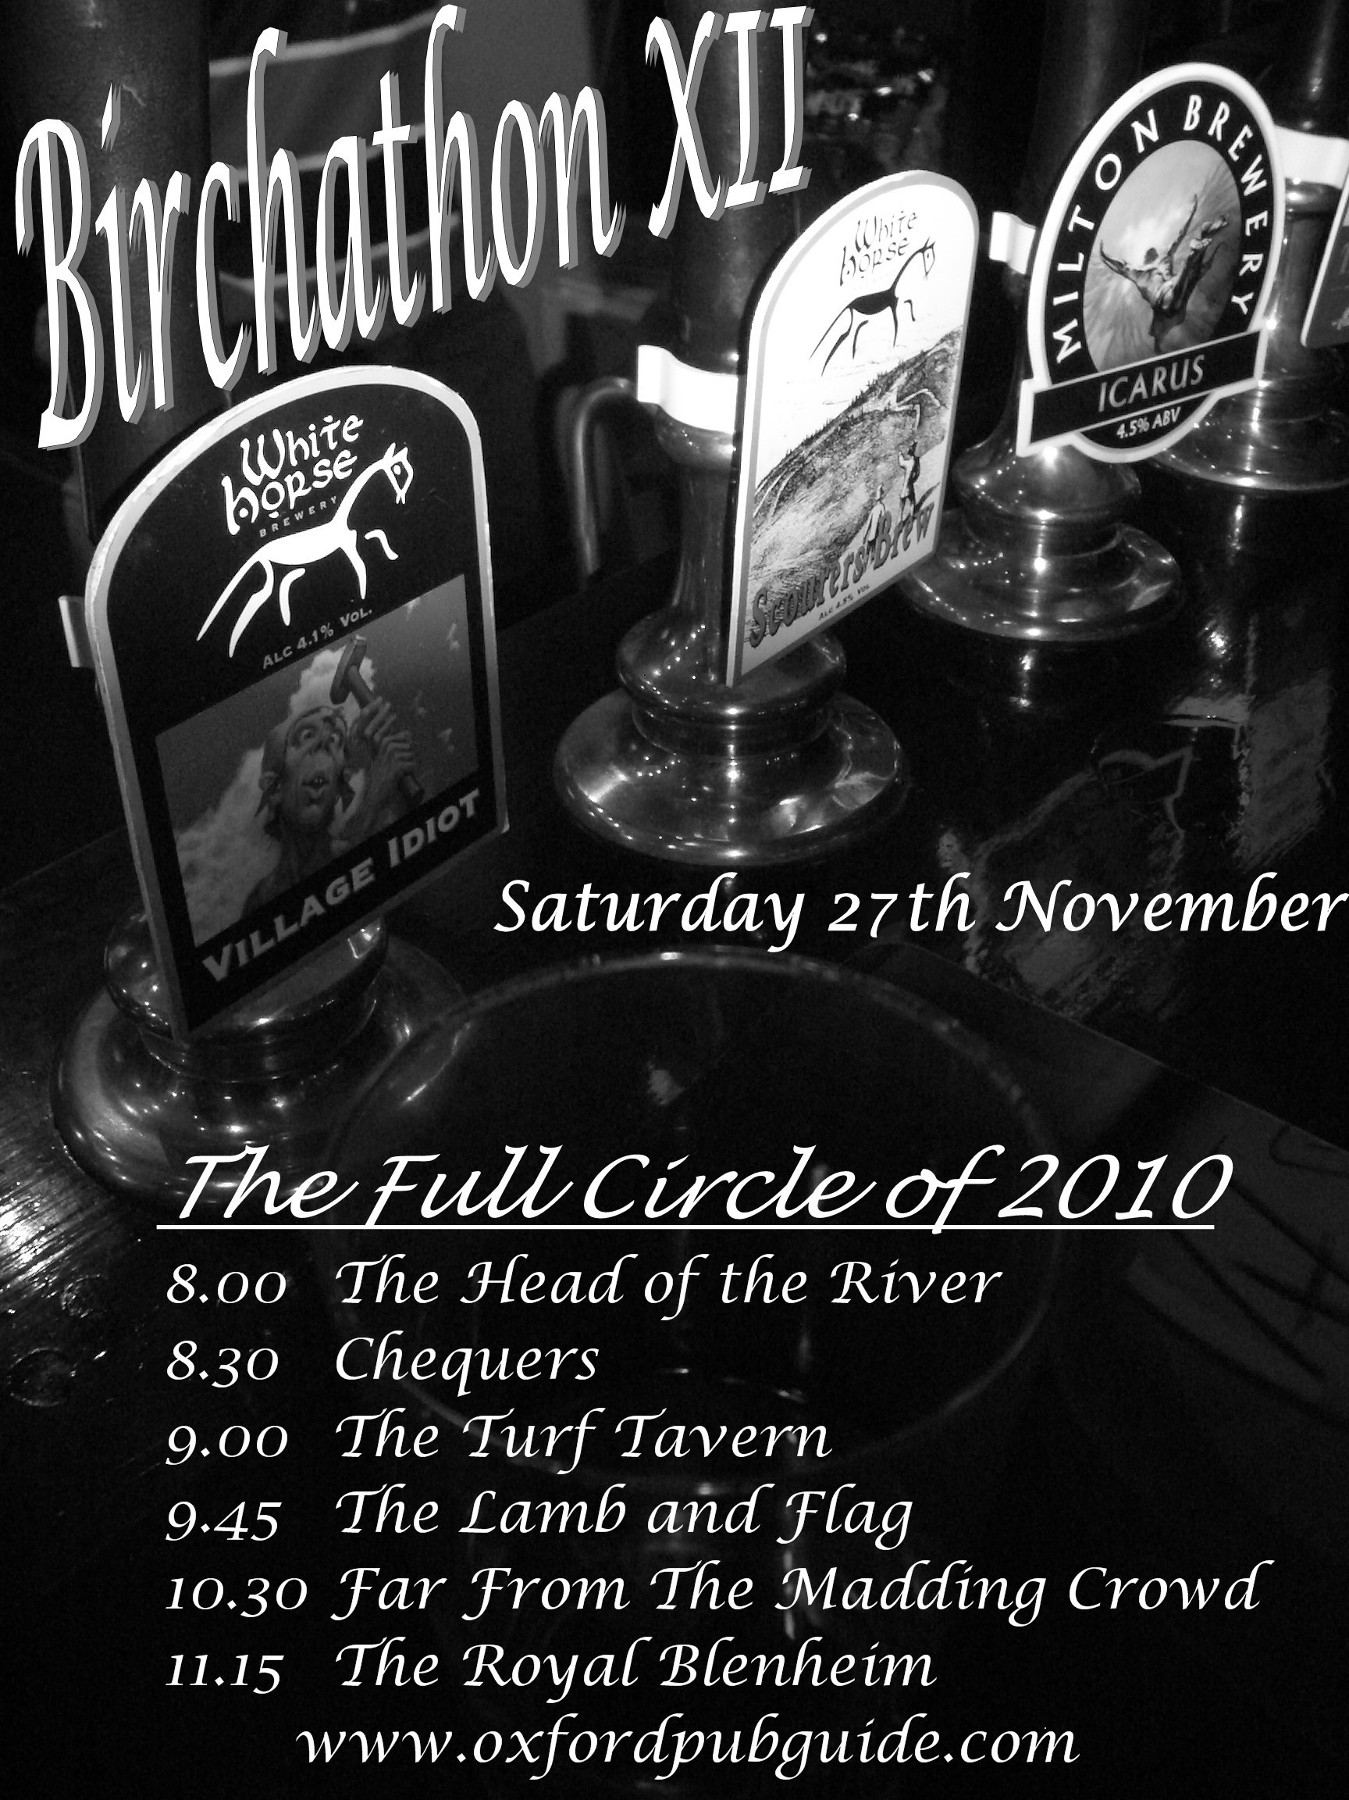 Birchathon XII
MILTON BREWERY
ICARUS
4.5% ABV
White
horse
Scourers Brew
White
horse
BREWERY
ALC 4.1% VOL.
VILLAGE IDIOT
Saturday 27th November
The Full Circle of 2010
8.00 The Head of the River
8.30 Chequers
9.00 The Turf Tavern
9.45 The Lamb and Flag
10.30 Far From The Madding Crowd
11.15 The Royal Blenheim
www.oxfordpubguide.com